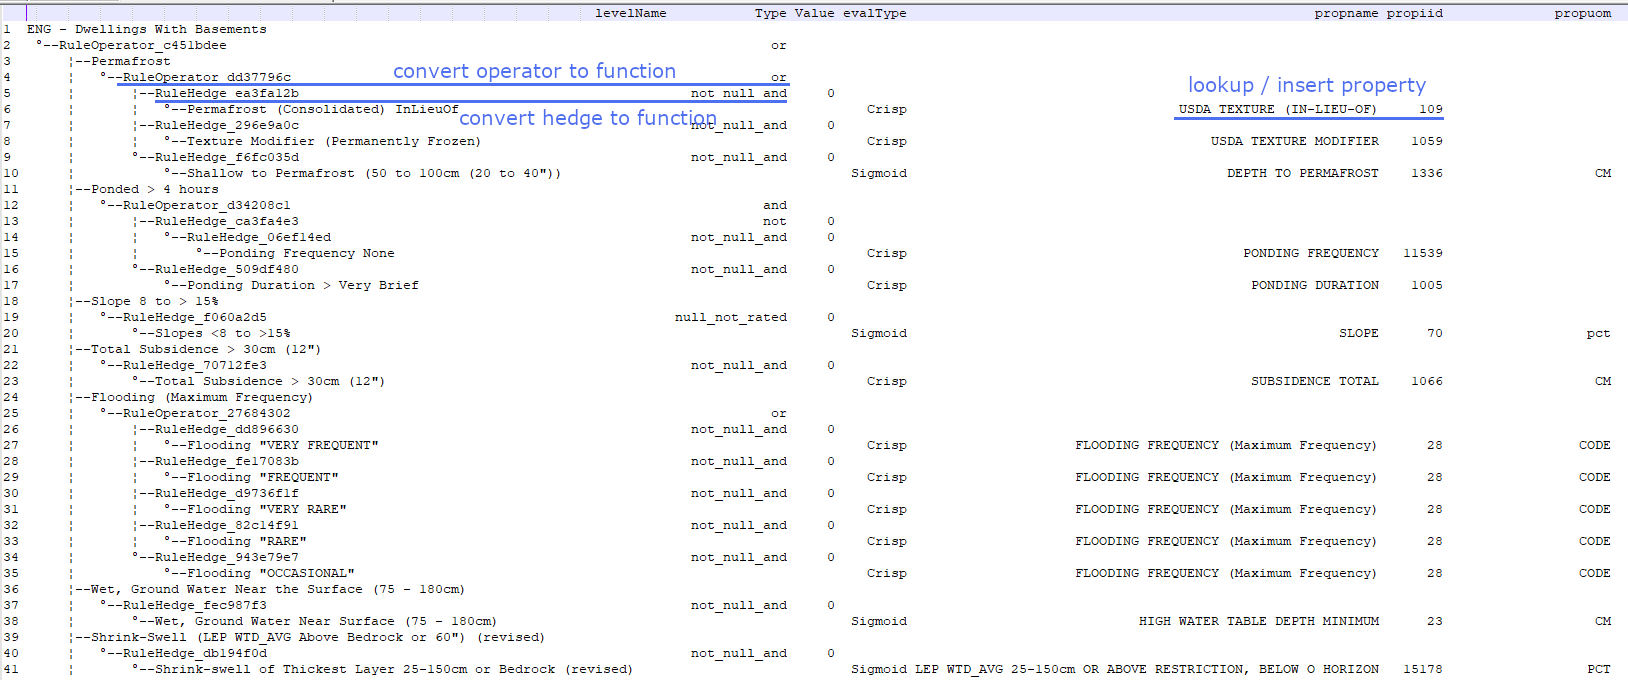 levelName Type Value evalType propname propiid propuom
1 ENG - Dwellings With Basements
2 °--RuleOperator_c451bdee or
3 ¦--Permafrost
convert operator to function
4 °--RuleOperator_dd37796c or
lookup / insert property
5 ¦--RuleHedge_ea3fa12b not_null_and 0
6 ¦ °--Permafrost (Consolidated) InLieuOf Crisp USDA TEXTURE (IN-LIEU-OF) 109
convert hedge to function
7 ¦--RuleHedge_296e9a0c not_null_and 0
8 ¦ °--Texture Modifier (Permanently Frozen) Crisp USDA TEXTURE MODIFIER 1059
9 ¦ °--RuleHedge_f6fc035d not_null_and 0
10 ¦ °--Shallow to Permafrost (50 to 100cm (20 to 40")) Sigmoid DEPTH TO PERMAFROST 1336 CM
11 ¦--Ponded > 4 hours
12 ¦ °--RuleOperator_d34208c1 and
13 ¦ ¦--RuleHedge_ca3fa4e3 not 0
14 ¦ ¦ °--RuleHedge_06ef14ed not_null_and 0
15 ¦ ¦ °--Ponding Frequency None Crisp PONDING FREQUENCY 11539
16 ¦ °--RuleHedge_509df480 not_null_and 0
17 ¦ °--Ponding Duration > Very Brief Crisp PONDING DURATION 1005
18 ¦--Slope 8 to > 15%
19 ¦ °--RuleHedge_f060a2d5 null_not_rated 0
20 ¦ °--Slopes <8 to >15% Sigmoid SLOPE 70 pct
21 ¦--Total Subsidence > 30cm (12")
22 ¦ °--RuleHedge_70712fe3 not_null_and 0
23 ¦ °--Total Subsidence > 30cm (12") Crisp SUBSIDENCE TOTAL 1066 CM
24 ¦--Flooding (Maximum Frequency)
25 ¦ °--RuleOperator_27684302 or
26 ¦ ¦--RuleHedge_dd896630 not_null_and 0
27 ¦ ¦ °--Flooding "VERY FREQUENT" Crisp FLOODING FREQUENCY (Maximum Frequency) 28 CODE
28 ¦ ¦--RuleHedge_fe17083b not_null_and 0
29 ¦ ¦ °--Flooding "FREQUENT" Crisp FLOODING FREQUENCY (Maximum Frequency) 28 CODE
30 ¦ ¦--RuleHedge_d9736f1f not_null_and 0
31 ¦ ¦ °--Flooding "VERY RARE" Crisp FLOODING FREQUENCY (Maximum Frequency) 28 CODE
32 ¦ ¦--RuleHedge_82c14f91 not_null_and 0
33 ¦ ¦ °--Flooding "RARE" Crisp FLOODING FREQUENCY (Maximum Frequency) 28 CODE
34 ¦ °--RuleHedge_943e79e7 not_null_and 0
35 ¦ °--Flooding "OCCASIONAL" Crisp FLOODING FREQUENCY (Maximum Frequency) 28 CODE
36 ¦--Wet, Ground Water Near the Surface (75 - 180cm)
37 ¦ °--RuleHedge_fec987f3 not_null_and 0
38 ¦ °--Wet, Ground Water Near Surface (75 - 180cm) Sigmoid HIGH WATER TABLE DEPTH MINIMUM 23 CM
39 ¦--Shrink-Swell (LEP WTD_AVG Above Bedrock or 60") (revised)
40 ¦ °--RuleHedge_db194f0d not_null_and 0
41 ¦ °--Shrink-swell of Thickest Layer 25-150cm or Bedrock (revised) Sigmoid LEP WTD_AVG 25-150cm OR ABOVE RESTRICTION, BELOW O HORIZON 15178 PCT